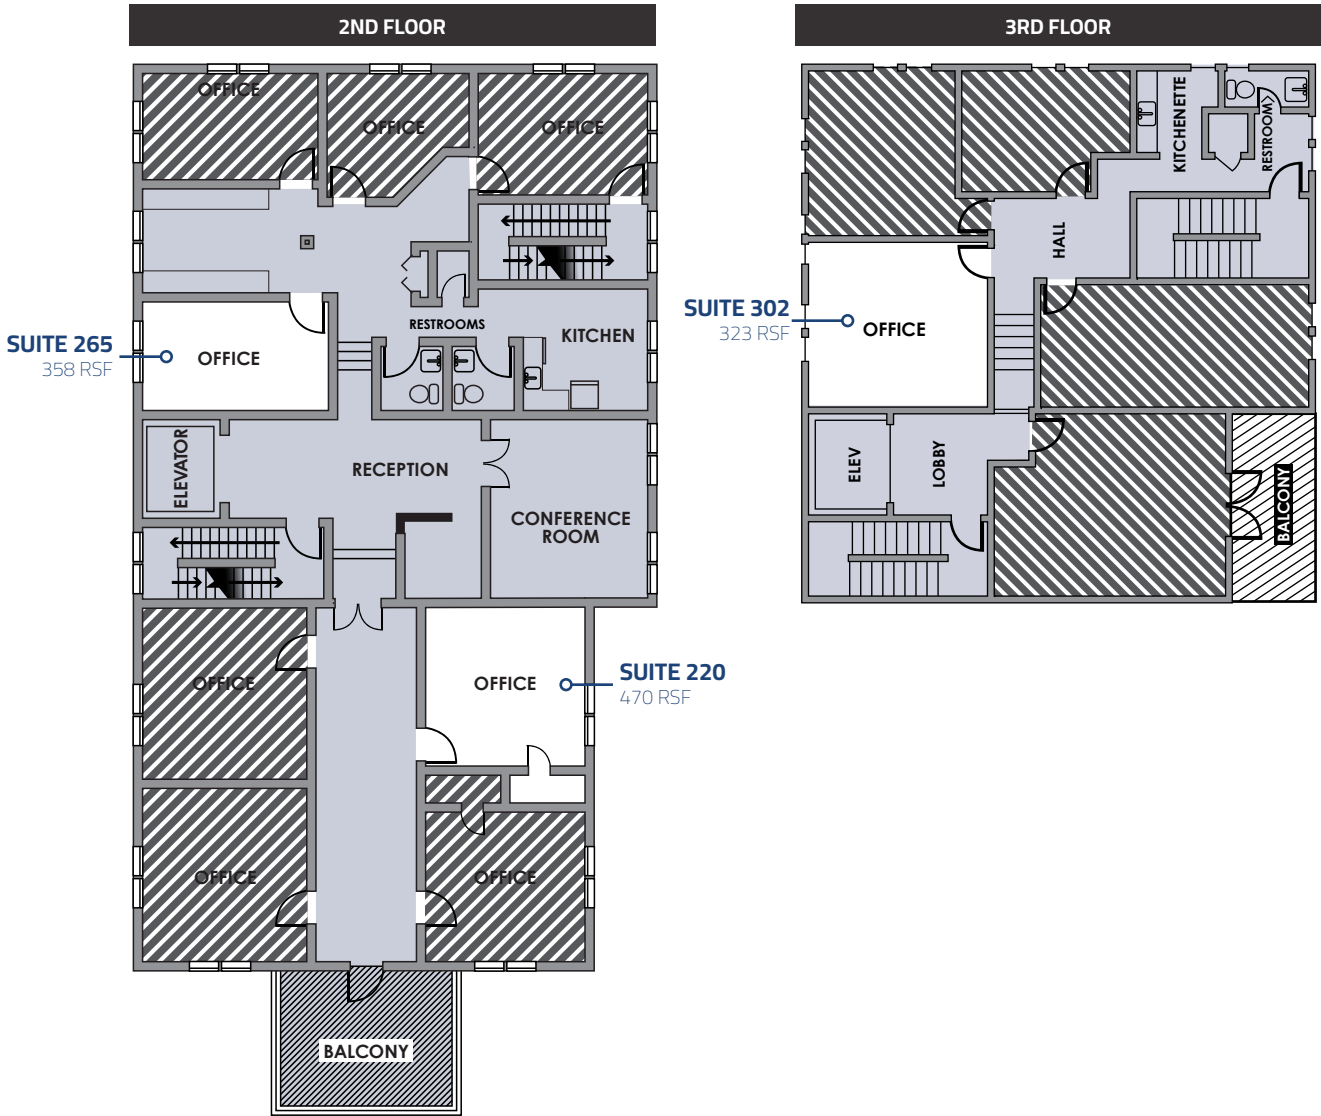 2ND FLOOR
OFFICE
OFFICE
OFFICE
RESTROOMS
KITCHEN
SUITE 265
358 RSF
OFFICE
ELEVATOR
RECEPTION
CONFERENCE
ROOM
OFFICE
OFFICE
SUITE 220
470 RSF
OFFICE
OFFICE
BALCONY
3RD FLOOR
KITCHENETTE
RESTROOM
HALL
SUITE 302
323 RSF
OFFICE
ELEV
LOBBY
BALCONY